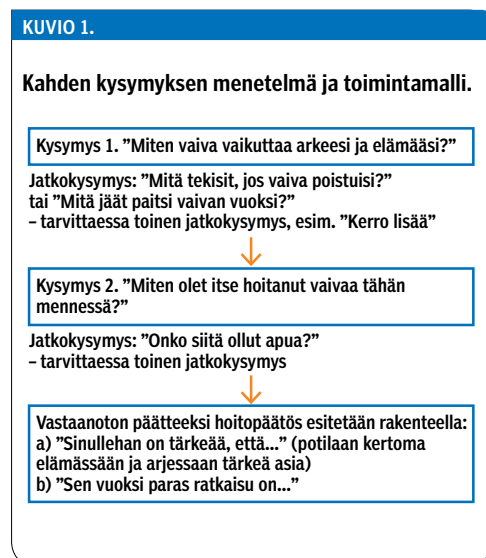 KUVIO 1.
Kahden kysymyksen menetelmä ja toimintamalli.
Kysymys 1. ”Miten vaiva vaikuttaa arkeesi ja elämääsi?”
Jatkokysymys: ”Mitä tekisit, jos vaiva poistuisi?”
tai ”Mitä jäät paitsi vaivan vuoksi?”
– tarvittaessa toinen jatkokysymys, esim. ”Kerro lisää”
Kysymys 2. ”Miten olet itse hoitanut vaivaa tähän
mennessä?”
Jatkokysymys: ”Onko siitä ollut apua?”
– tarvittaessa toinen jatkokysymys
Vastaanoton päätteeksi hoitopäätös esitetään rakenteella:
a) ”Sinullehan on tärkeää, että...” (potilaan kertoma
elämässään ja arjessaan tärkeä asia)
b) ”Sen vuoksi paras ratkaisu on...”